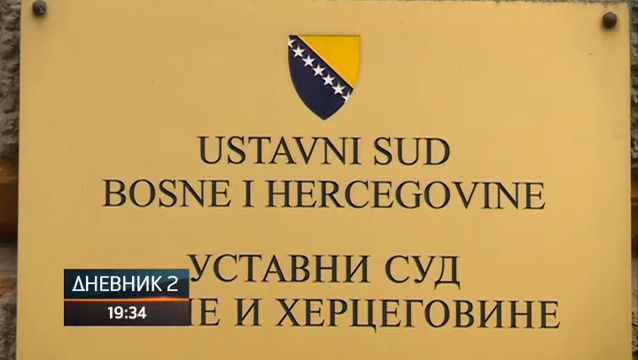 USTAVNI SUD
BOSNE I HERCEGOVINE
УСТАВНИ СУД
И ХЕРЦЕГОВИНЕ
ДНЕВНИК 2
19:34